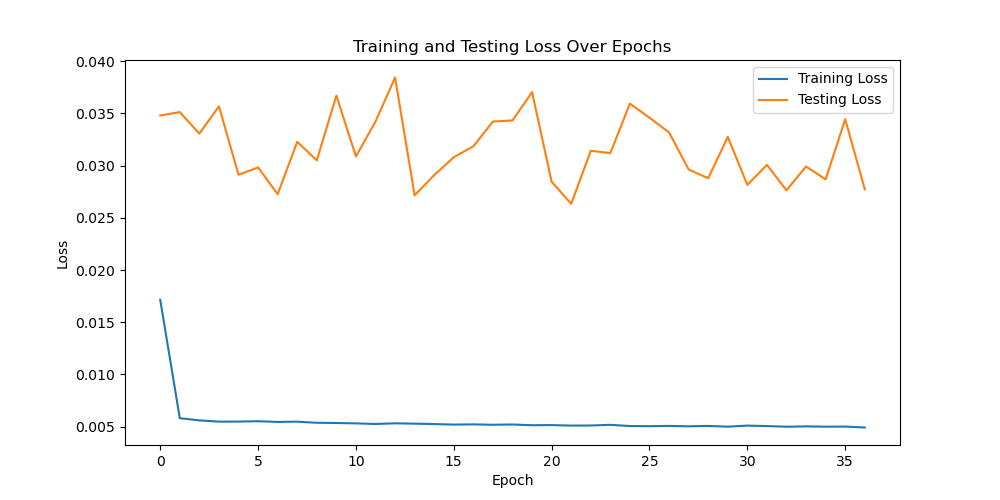 Training and Testing Loss Over Epochs
Training Loss
Testing Loss
Loss
0.040
0.035
0.030
0.025
0.020
0.015
0.010
0.005
0 5 10 15 20 25 30 35
Epoch